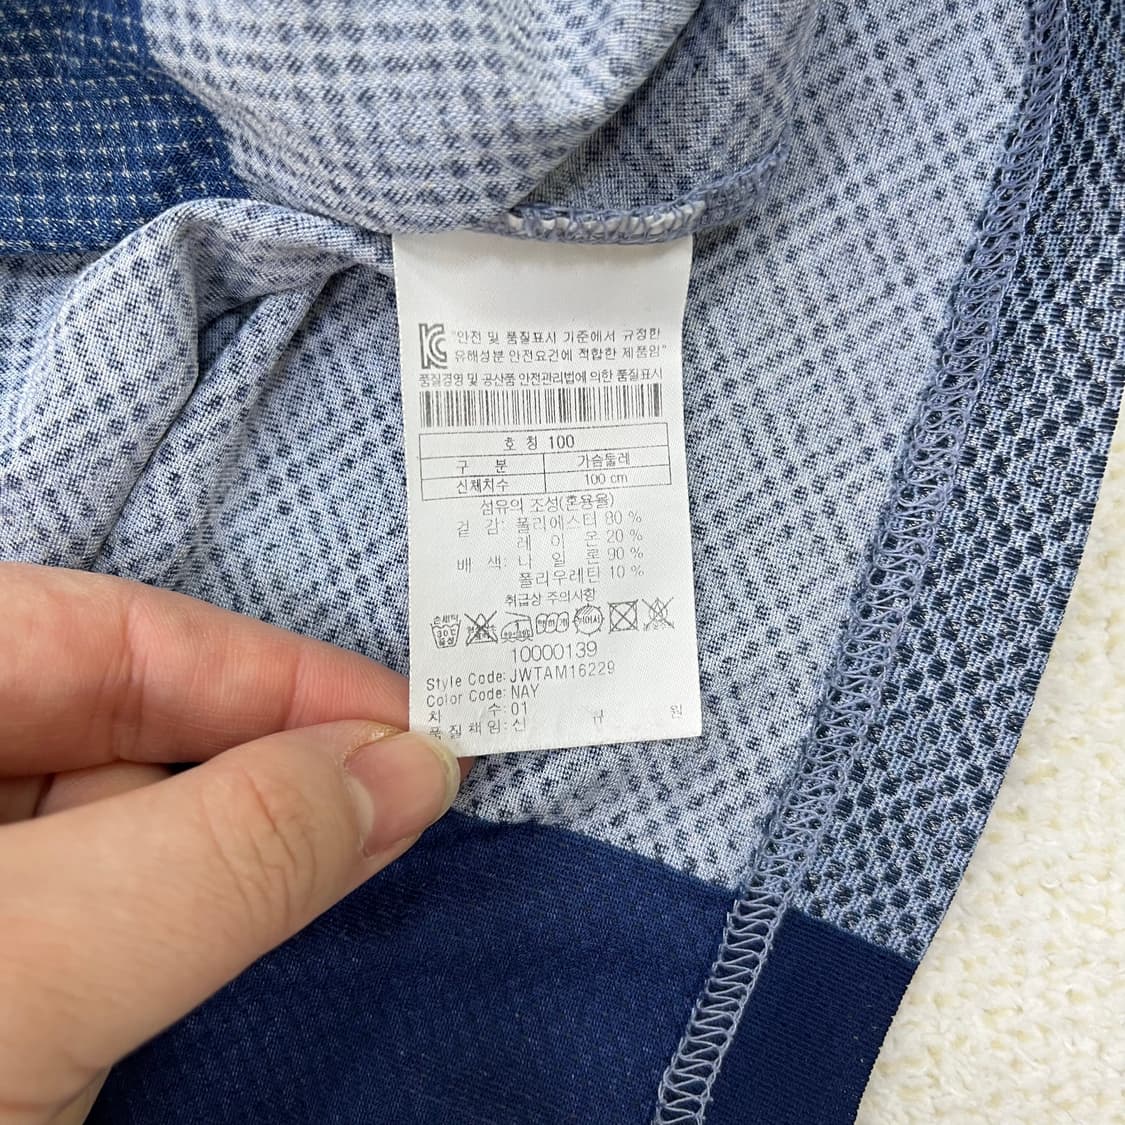 KC "안전 및 품질표시 기준에서 규정한
유해성분 안전요건에 적합한 제품임"
품질경영 및 공산품 안전관리법에 의한 품질표시
호 칭 100
구 분 가슴둘레
신체치수 100 cm
섬유의 조성(혼용율)
겉 감: 폴리에스터 80 %
레 이 온 20 %
배 색: 나 일 론 90 %
폴리우레탄 10 %
취급상 주의사항
손세탁
30℃
10000139
Style Code: JWTAM16229
Color Code: NAY
차 수: 01
품질책임: 신 규 원